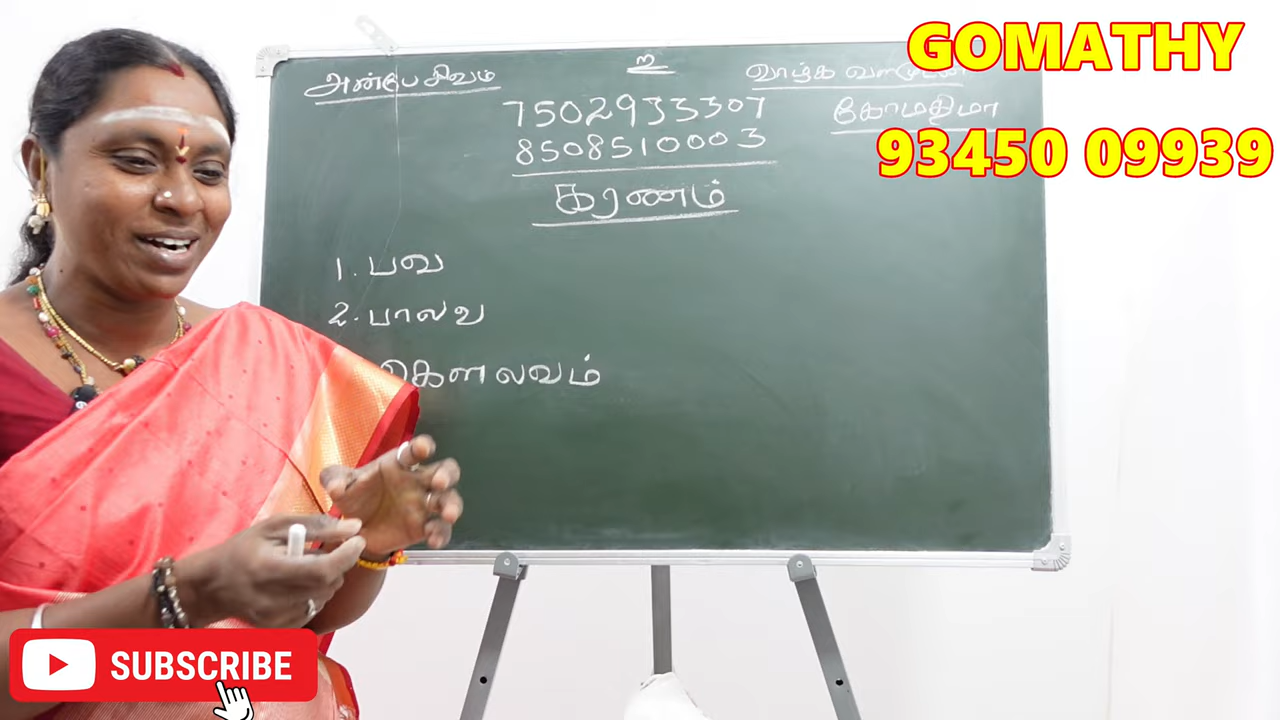 GOMATHY
93450 09939
உ
அன்பே சிவம்
வாழ்க வளமுடன்
கோமதிமா
7502933307
8508510003
கரணம்
1. பவ
2. பாலவ
கௌலவம்
SUBSCRIBE